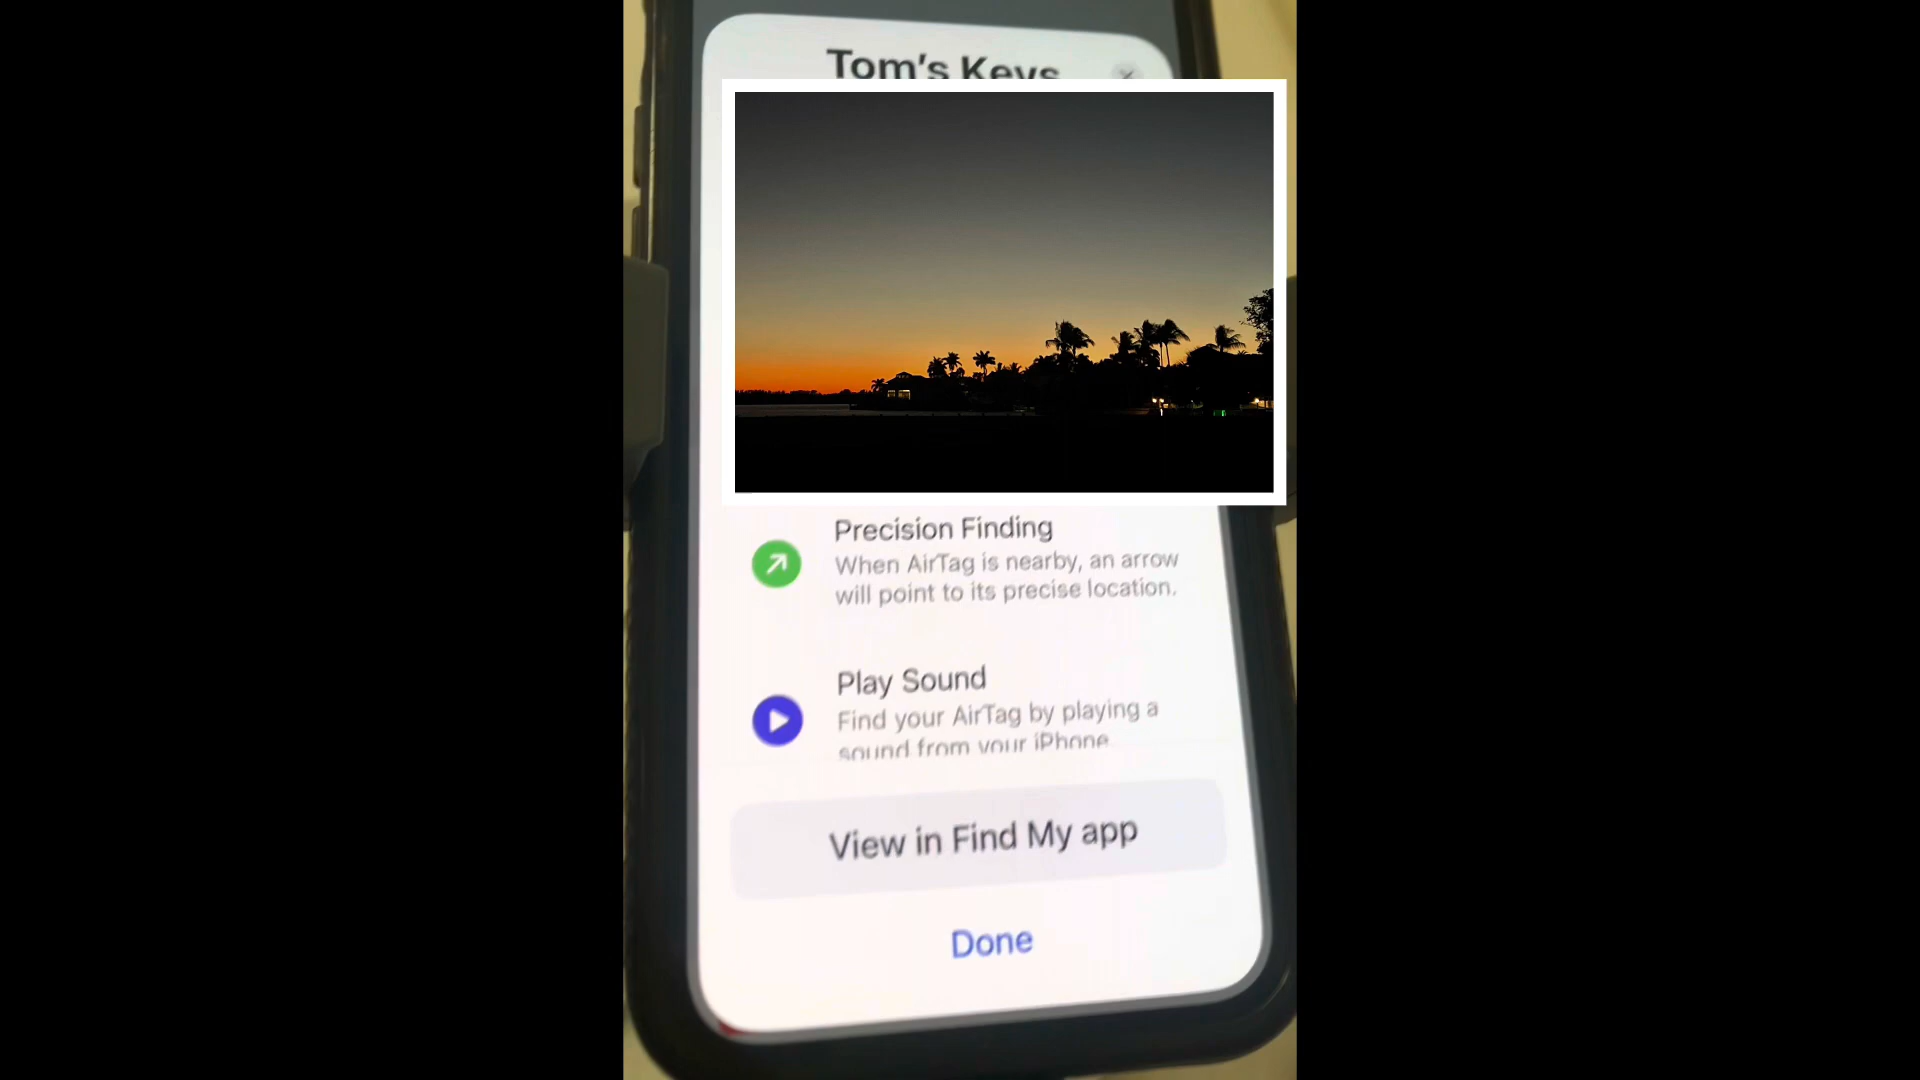 Tom's Keys
Precision Finding
When AirTag is nearby, an arrow
will point to its precise location.
Play Sound
Find your AirTag by playing a
sound from your iPhone
View in Find My app
Done